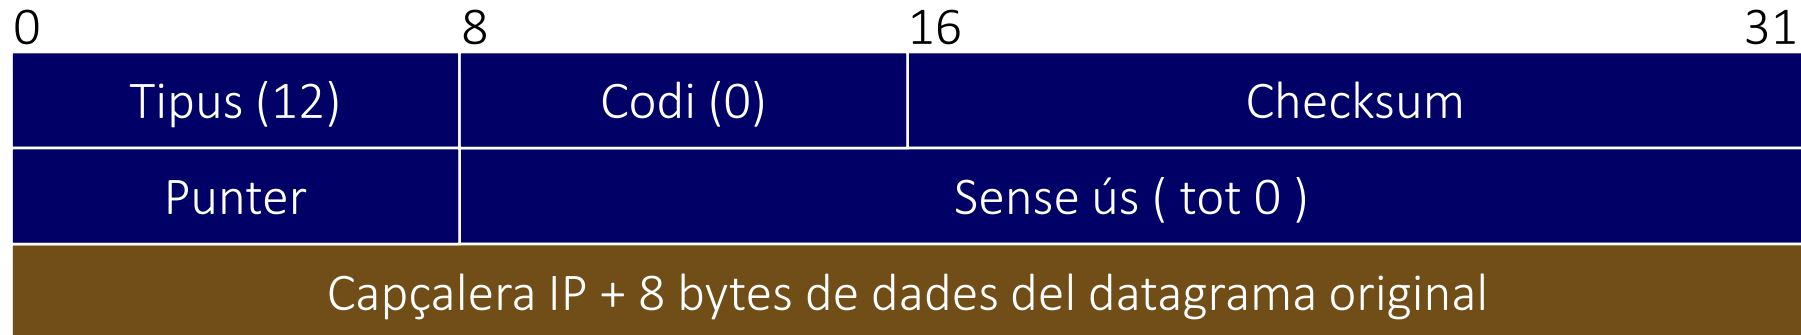 0 8 16 31
Tipus (12) Codi (0) Checksum
Punter Sense ús ( tot 0 )
Capçalera IP + 8 bytes de dades del datagrama original